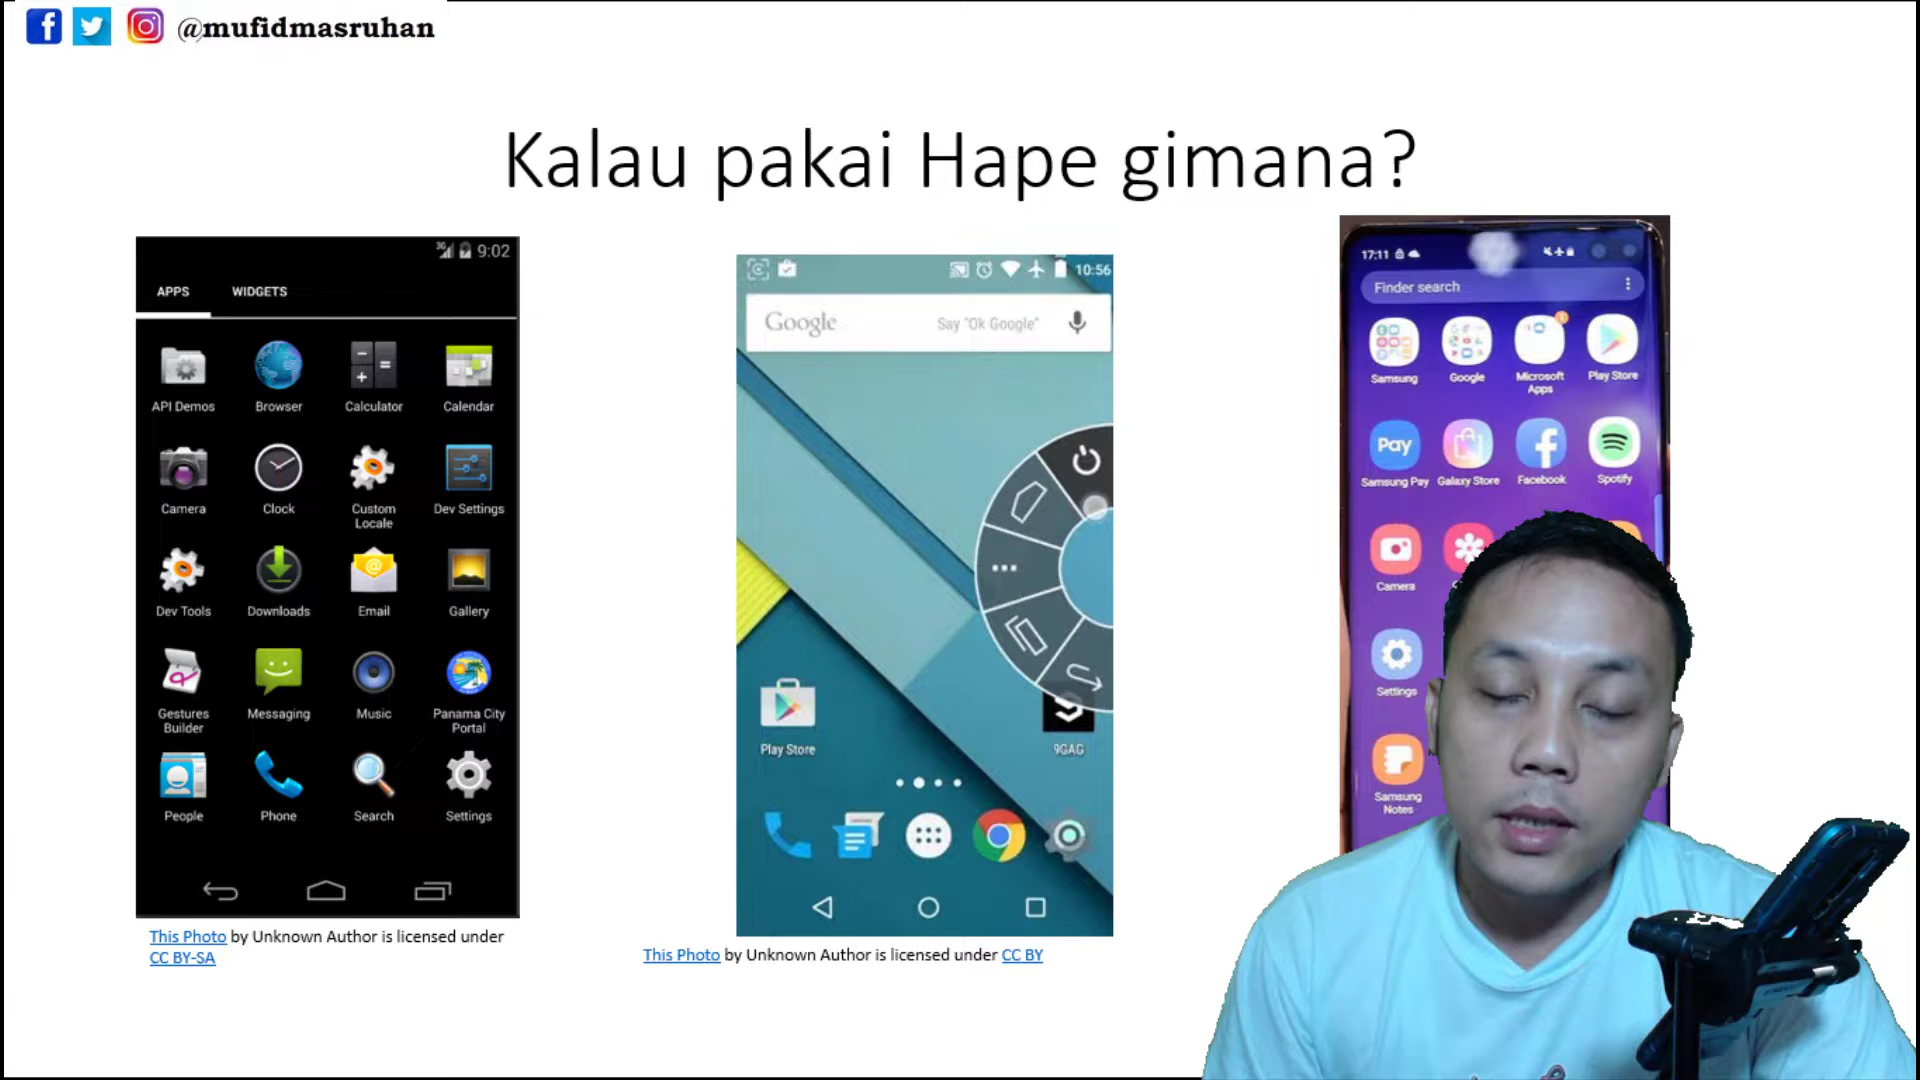 @mufidmasruhan
Kalau pakai Hape gimana?
3G 9:02
APPS WIDGETS
API Demos Browser Calculator Calendar
Camera Clock Custom Locale Dev Settings
Dev Tools Downloads Email Gallery
Gestures Builder Messaging Music Panama City Portal
People Phone Search Settings
This Photo by Unknown Author is licensed under
CC BY-SA
10:56
Google Say "Ok Google"
Play Store 9GAG
This Photo by Unknown Author is licensed under CC BY
17:11
Finder search
Samsung Google Microsoft Apps Play Store
Pay
Samsung Pay Galaxy Store Facebook Spotify
Camera
Settings
Samsung Notes